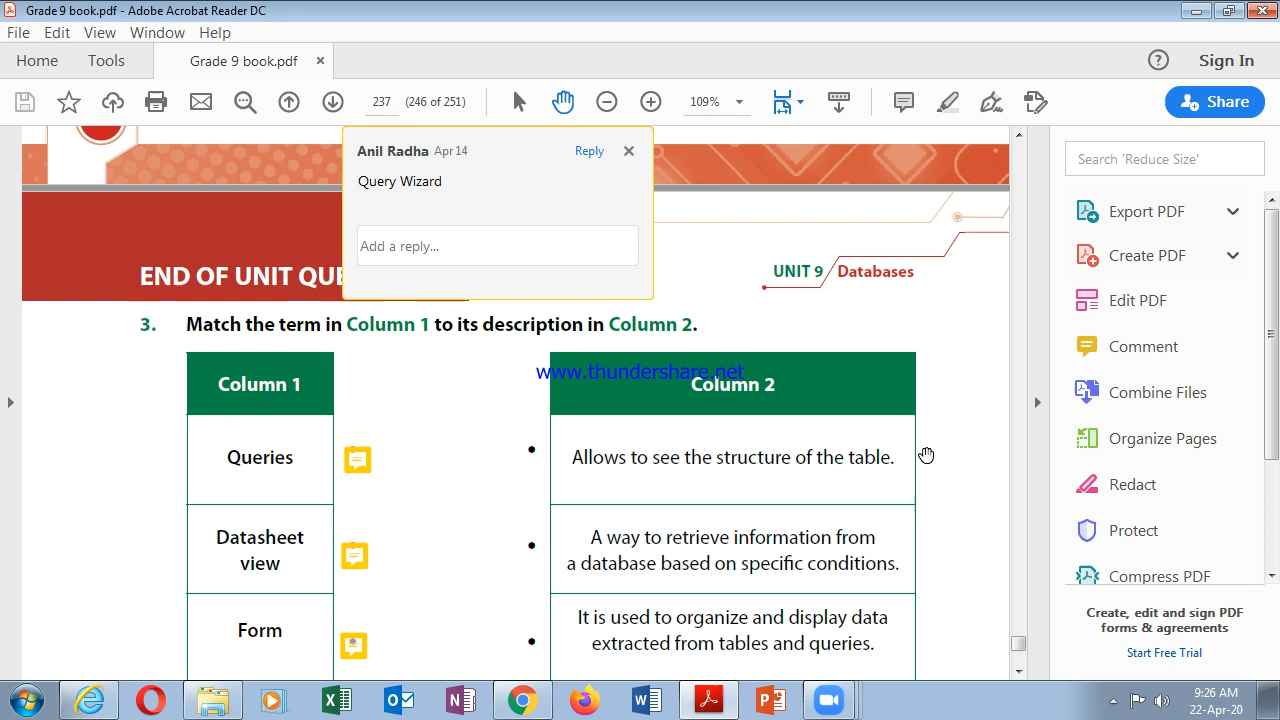 Grade 9 book.pdf - Adobe Acrobat Reader DC
File Edit View Window Help
Home Tools Grade 9 book.pdf × ? Sign In
237 (246 of 251) 109% Share
Anil Radha Apr 14 Reply
Query Wizard
Add a reply...
END OF UNIT QUE
UNIT 9 Databases
3. Match the term in Column 1 to its description in Column 2.
www.thundershare.net
Column 1 Column 2
Queries • Allows to see the structure of the table.
Datasheet
view
• A way to retrieve information from
a database based on specific conditions.
Form
• It is used to organize and display data
extracted from tables and queries.
Search 'Reduce Size'
Export PDF
Create PDF
Edit PDF
Comment
Combine Files
Organize Pages
Redact
Protect
Compress PDF
Create, edit and sign PDF
forms & agreements
Start Free Trial
9:26 AM
22-Apr-20